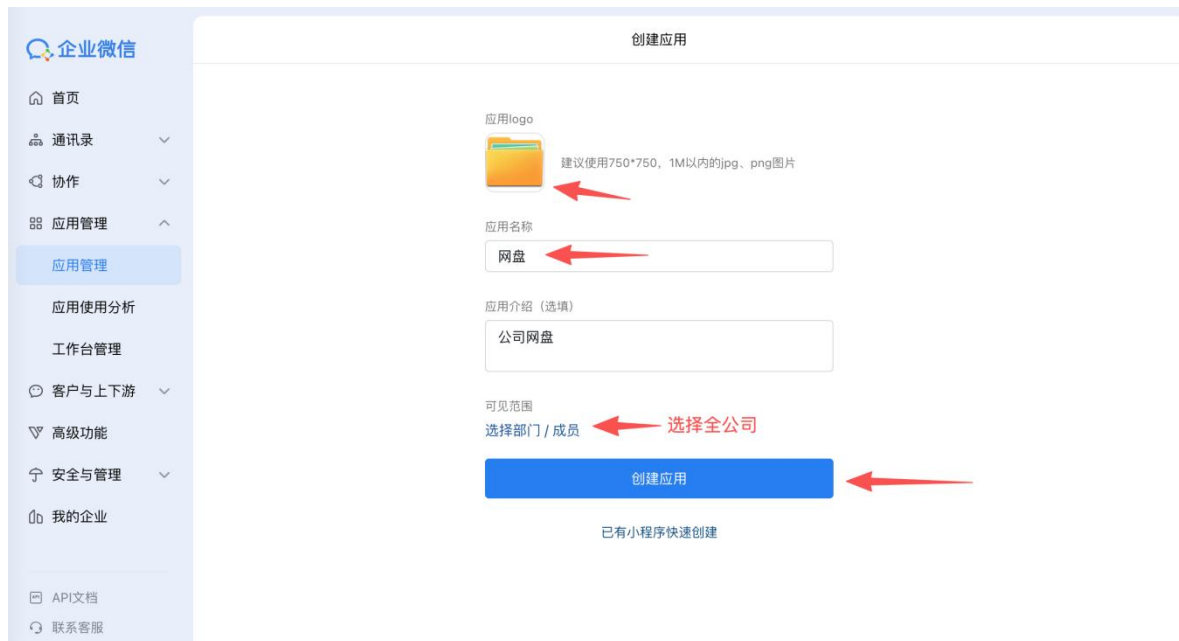 企业微信
首页
通讯录
协作
应用管理
应用管理
应用使用分析
工作台管理
客户与上下游
高级功能
安全与管理
我的企业
API文档
联系客服
创建应用
应用logo
建议使用750*750，1M以内的jpg、png图片
应用名称
网盘
应用介绍（选填）
公司网盘
可见范围
选择部门 / 成员
选择全公司
创建应用
已有小程序快速创建